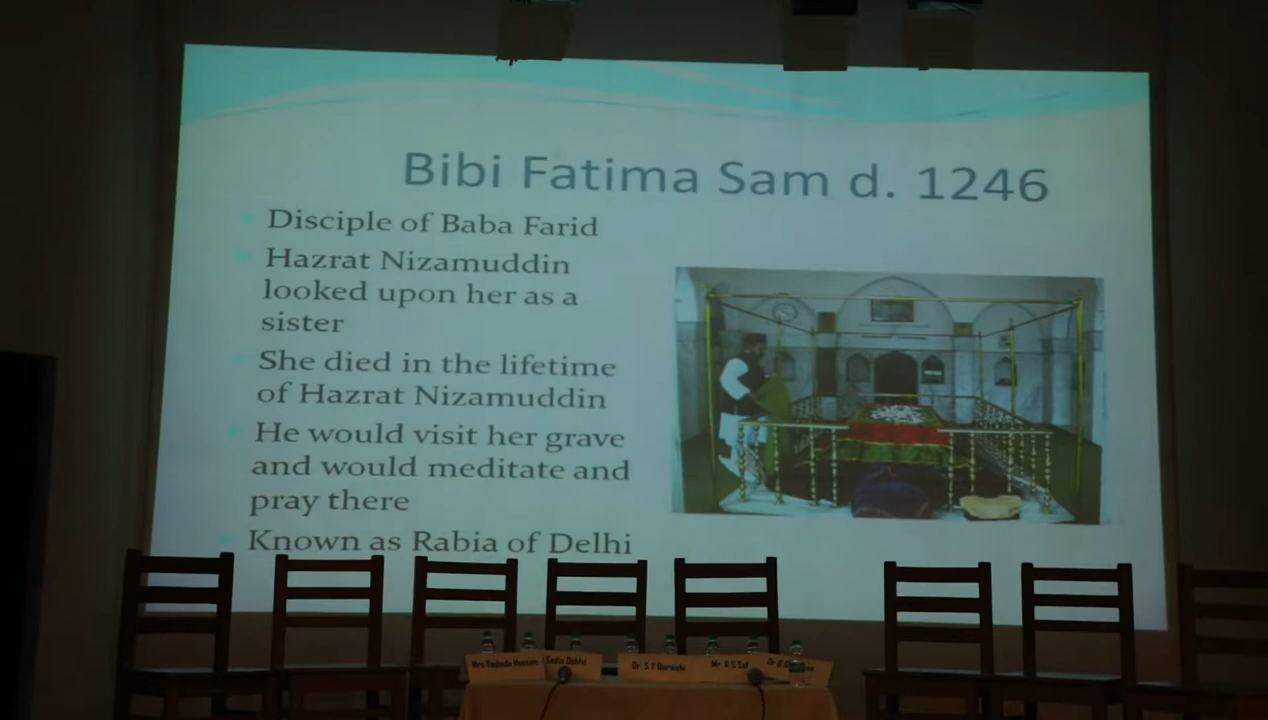 Bibi Fatima Sam d. 1246
Disciple of Baba Farid
Hazrat Nizamuddin
looked upon her as a
sister
She died in the lifetime
of Hazrat Nizamuddin
He would visit her grave
and would meditate and
pray there
Known as Rabia of Delhi
Sadia Dehlvi
Dr. S Y Quraishi